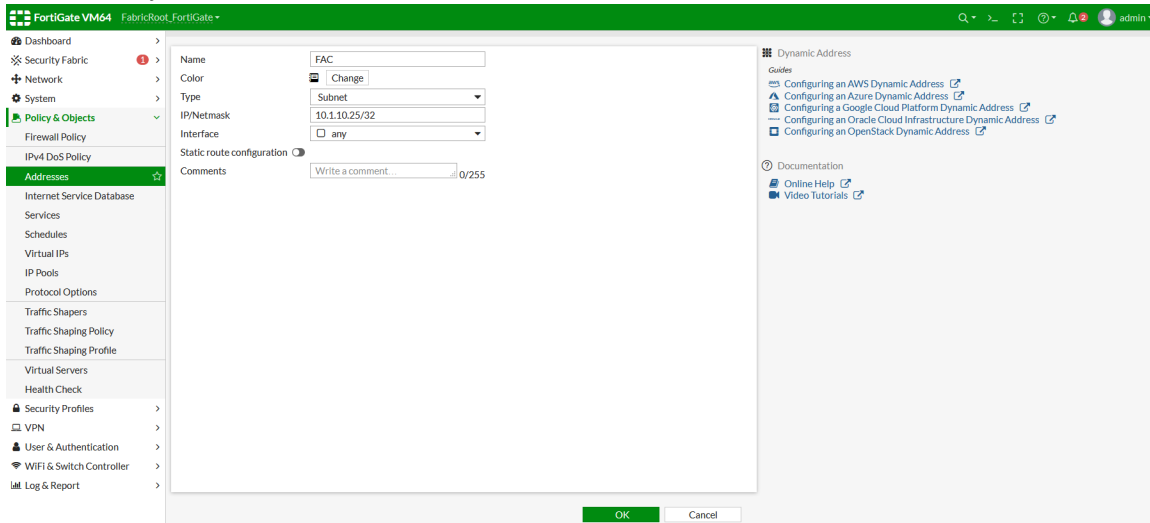 FortiGate VM64 FabricRoot_FortiGate
2 admin
Dashboard
Security Fabric 1
Network
System
Policy & Objects
Firewall Policy
IPv4 DoS Policy
Addresses
Internet Service Database
Services
Schedules
Virtual IPs
IP Pools
Protocol Options
Traffic Shapers
Traffic Shaping Policy
Traffic Shaping Profile
Virtual Servers
Health Check
Security Profiles
VPN
User & Authentication
WiFi & Switch Controller
Log & Report
Name FAC
Color Change
Type Subnet
IP/Netmask 10.1.10.25/32
Interface any
Static route configuration
Comments Write a comment... 0/255
OK Cancel
Dynamic Address
Guides
aws Configuring an AWS Dynamic Address
Configuring an Azure Dynamic Address
Configuring a Google Cloud Platform Dynamic Address
Configuring an Oracle Cloud Infrastructure Dynamic Address
Configuring an OpenStack Dynamic Address
Documentation
Online Help
Video Tutorials